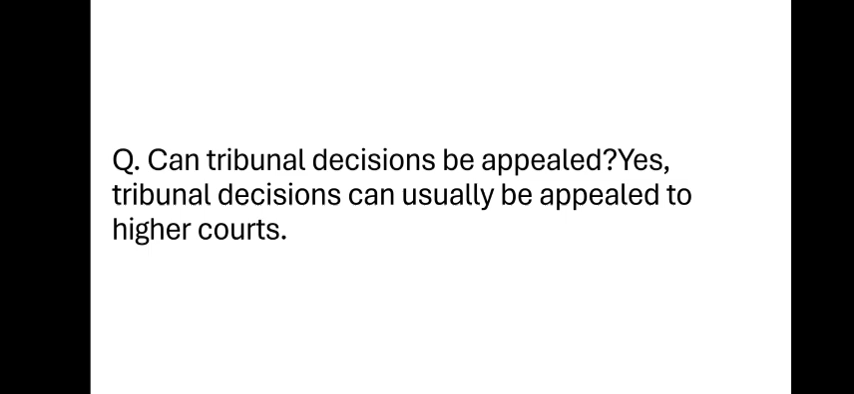 Q. Can tribunal decisions be appealed?Yes,
tribunal decisions can usually be appealed to
higher courts.